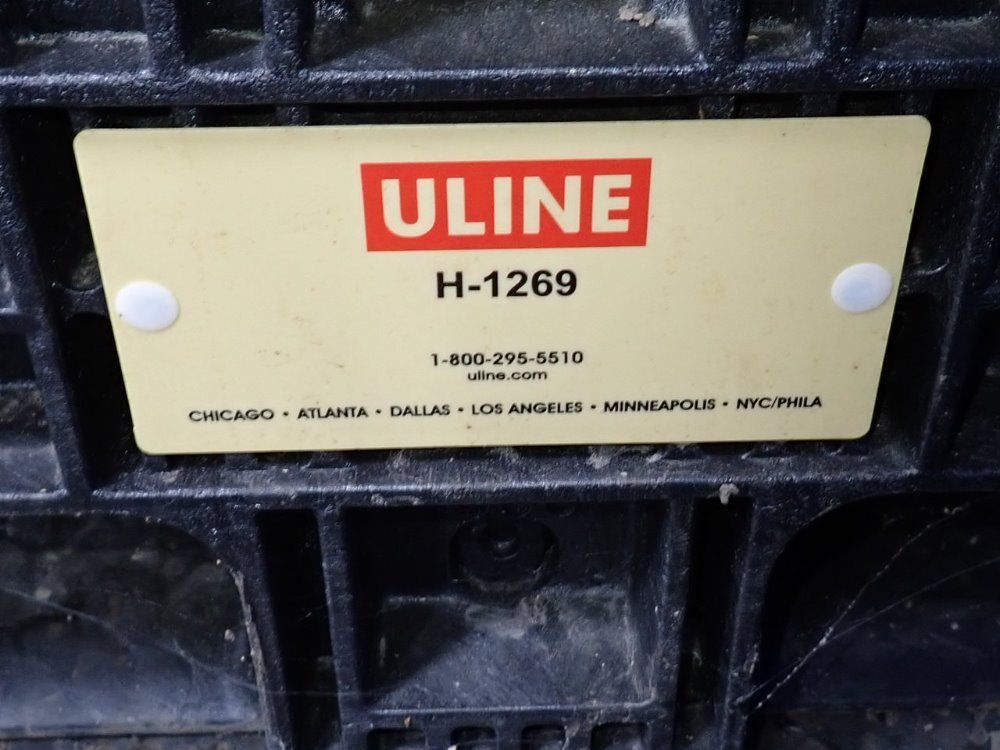 ULINE
H-1269
1-800-295-5510
uline.com
CHICAGO • ATLANTA • DALLAS • LOS ANGELES • MINNEAPOLIS • NYC/PHILA